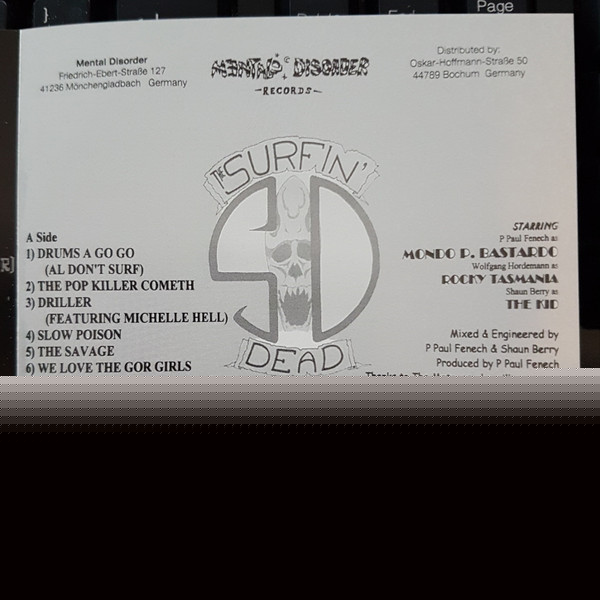 Page
Mental Disorder
Friedrich-Ebert-Straße 127
41236 Mönchengladbach Germany
MENTAL DISORDER
-RECORDS-
Distributed by:
Oskar-Hoffmann-Straße 50
44789 Bochum Germany
THE SURFIN'
SD
DEAD
A Side
1) DRUMS A GO GO
(AL DON'T SURF)
2) THE POP KILLER COMETH
3) DRILLER
(FEATURING MICHELLE HELL)
4) SLOW POISON
5) THE SAVAGE
6) WE LOVE THE GOR GIRLS
STARRING
P Paul Fenech as
MONDO P. BASTARDO
Wolfgang Hordemann as
ROCKY TASMANIA
Shaun Berry as
THE KID
Mixed & Engineered by
P Paul Fenech & Shaun Berry
Produced by P Paul Fenech
Thanks to The